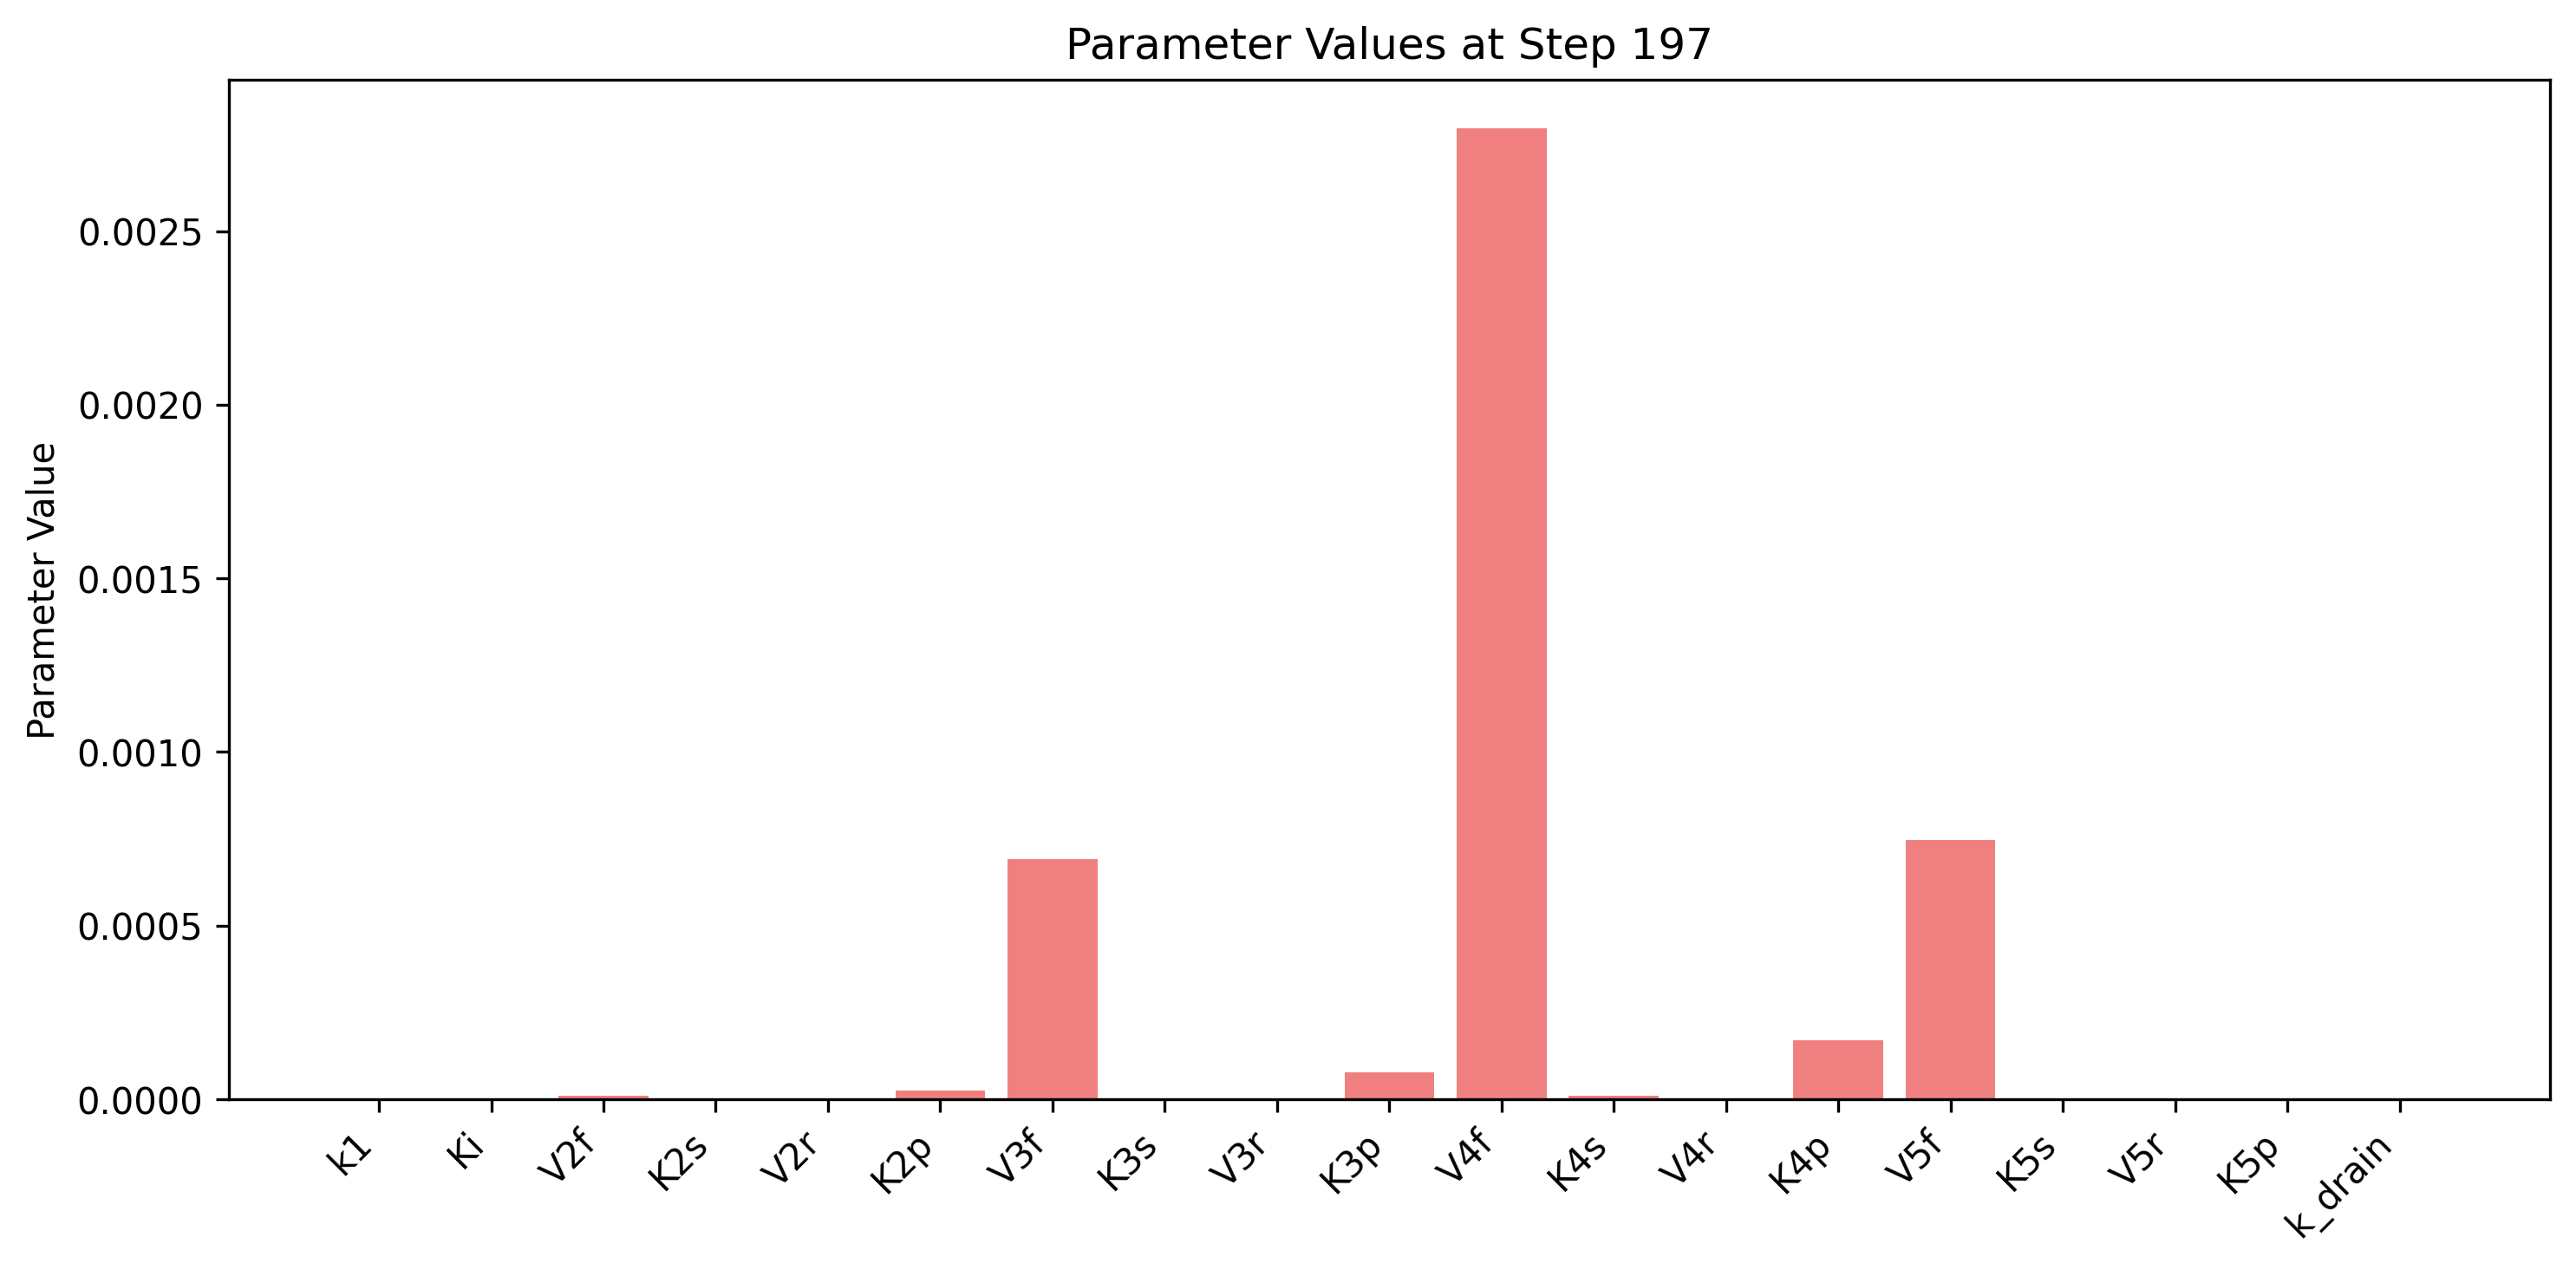 Parameter Values at Step 197
Parameter Value
0.0025
0.0020
0.0015
0.0010
0.0005
0.0000
k1
Ki
V2f
K2s
V2r
K2p
V3f
K3s
V3r
K3p
V4f
K4s
V4r
K4p
V5f
K5s
V5r
K5p
k_drain